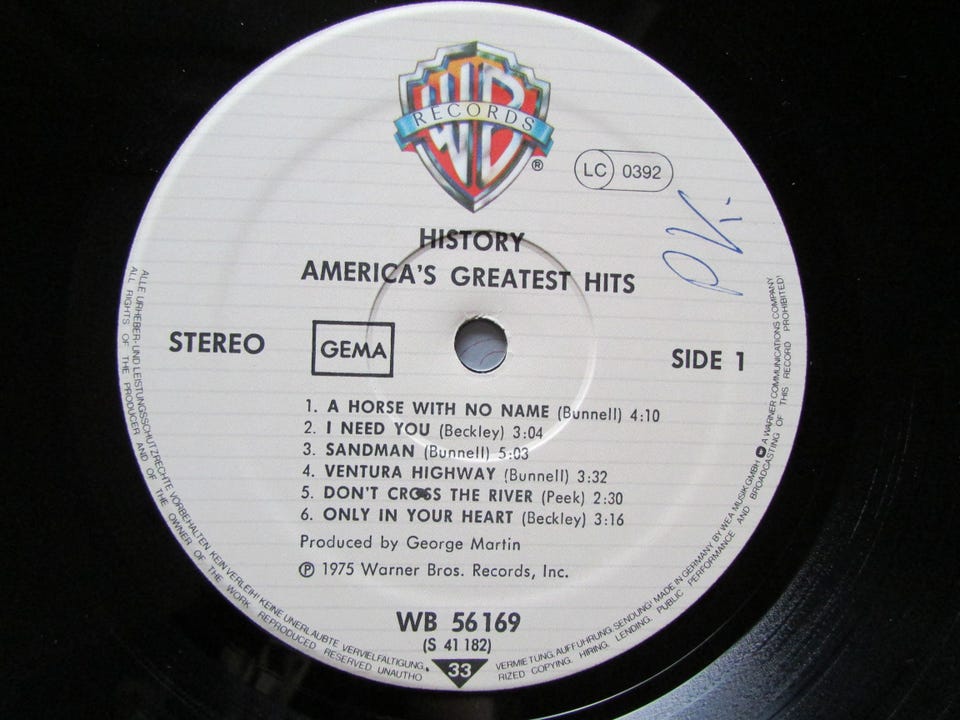 WB
RECORDS
®
LC 0392
HISTORY
AMERICA'S GREATEST HITS
STEREO
GEMA
SIDE 1
1. A HORSE WITH NO NAME (Bunnell) 4:10
2. I NEED YOU (Beckley) 3:04
3. SANDMAN (Bunnell) 5:03
4. VENTURA HIGHWAY (Bunnell) 3:32
5. DON'T CROSS THE RIVER (Peek) 2:30
6. ONLY IN YOUR HEART (Beckley) 3:16
Produced by George Martin
℗ 1975 Warner Bros. Records, Inc.
WB 56 169
(S 41 182)
33
ALLE URHEBER- UND LEISTUNGSSCHUTZRECHTE VORBEHALTEN KEIN VERLEIH! KEINE UNERLAUBTE VERVIELFÄLTIGUNG, VERMIETUNG, AUFFÜHRUNG, SENDUNG! MADE IN GERMANY BY WEA MUSIK GMBH A WARNER COMMUNICATIONS COMPANY
ALL RIGHTS OF THE PRODUCER AND OF THE OWNER OF THE WORK REPRODUCED RESERVED. UNAUTHORIZED COPYING, HIRING, LENDING, PUBLIC PERFORMANCE AND BROADCASTING OF THIS RECORD PROHIBITED!